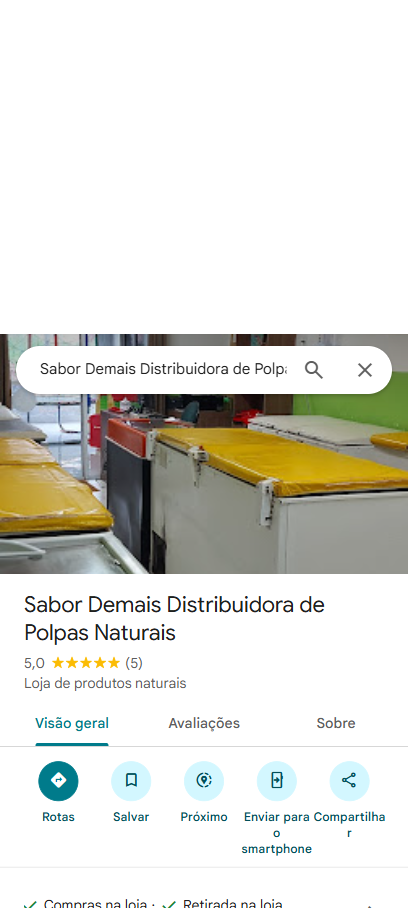 Sabor Demais Distribuidora de Polpa
Sabor Demais Distribuidora de
Polpas Naturais
5,0 ★★★★★ (5)
Loja de produtos naturais
Visão geral Avaliações Sobre
Rotas Salvar Próximo Enviar para o smartphone Compartilhar
Compras na loja · Retirada na loja